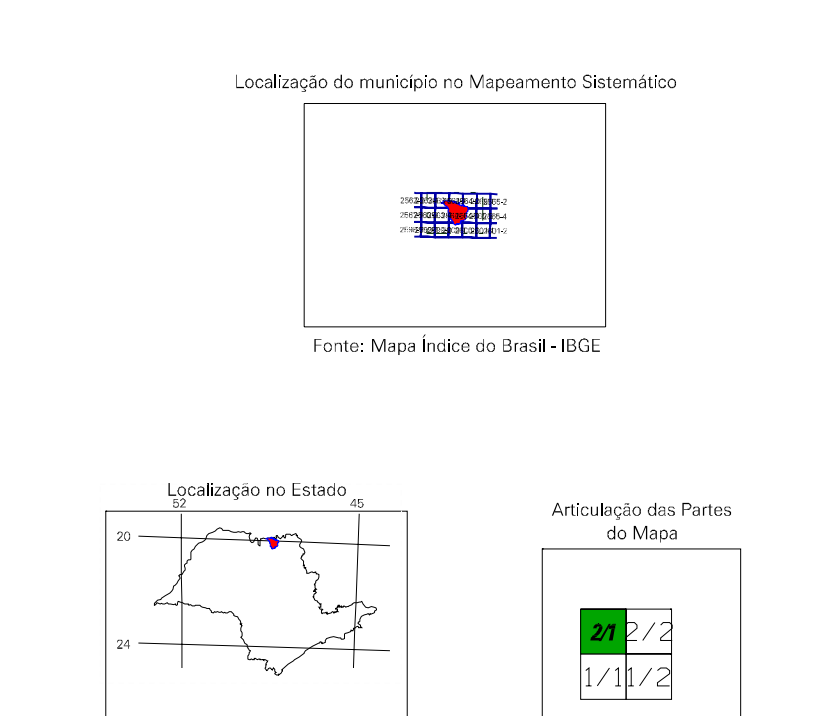 Localização do município no Mapeamento Sistemático
Fonte: Mapa Índice do Brasil - IBGE
Localização no Estado
52 45
20
24
Articulação das Partes
do Mapa
2/1 2/2
1/1 1/2